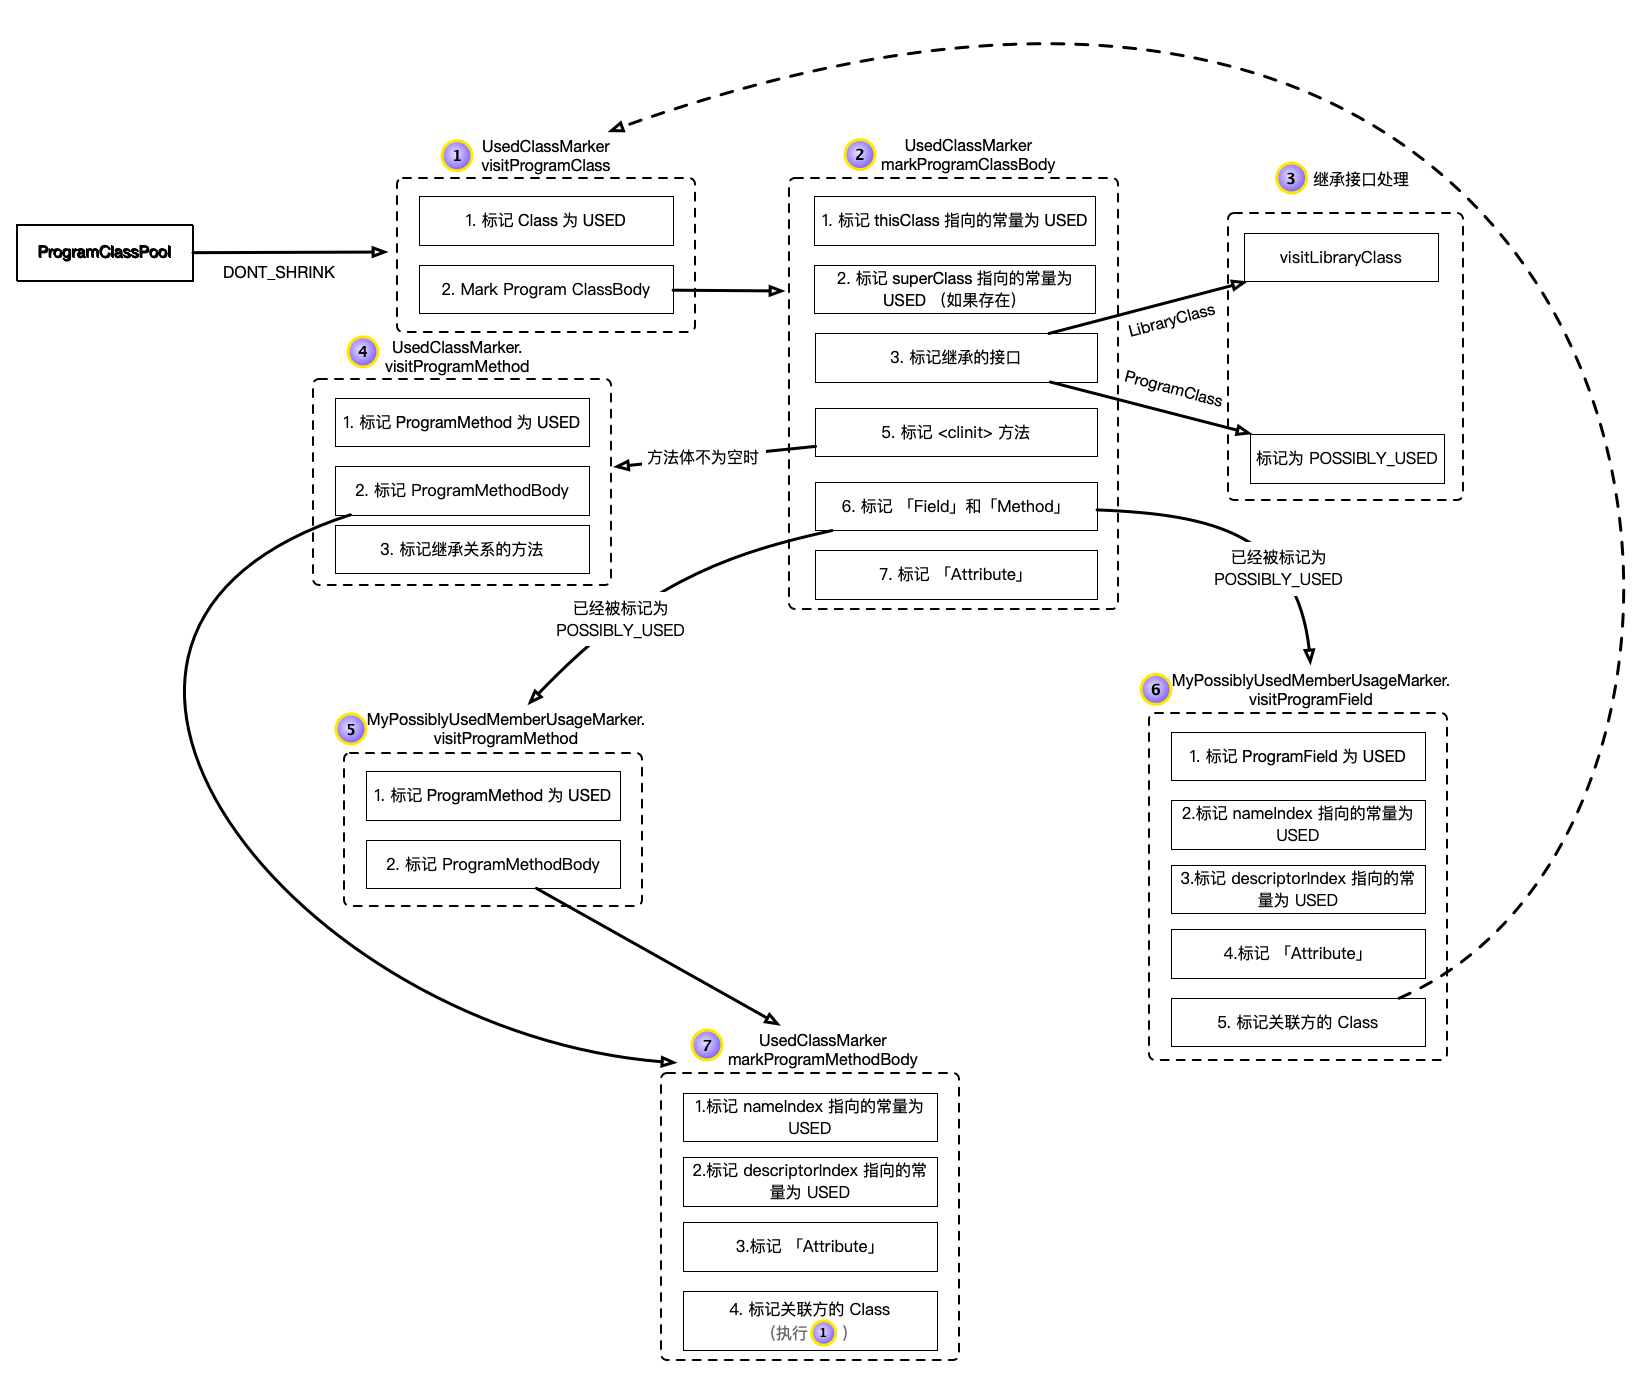 ProgramClassPool
DONT_SHRINK
1
UsedClassMarker
visitProgramClass
1. 标记 Class 为 USED
2. Mark Program ClassBody
2
UsedClassMarker
markProgramClassBody
1. 标记 thisClass 指向的常量为 USED
2. 标记 superClass 指向的常量为
USED （如果存在）
3. 标记继承的接口
5. 标记 <clinit> 方法
6. 标记 「Field」和「Method」
7. 标记 「Attribute」
LibraryClass
ProgramClass
3
继承接口处理
visitLibraryClass
标记为 POSSIBLY_USED
方法体不为空时
4
UsedClassMarker.
visitProgramMethod
1. 标记 ProgramMethod 为 USED
2. 标记 ProgramMethodBody
3. 标记继承关系的方法
已经被标记为
POSSIBLY_USED
已经被标记为
POSSIBLY_USED
5
MyPossiblyUsedMemberUsageMarker.
visitProgramMethod
1. 标记 ProgramMethod 为 USED
2. 标记 ProgramMethodBody
6
MyPossiblyUsedMemberUsageMarker.
visitProgramField
1. 标记 ProgramField 为 USED
2.标记 nameIndex 指向的常量为
USED
3.标记 descriptorIndex 指向的常
量为 USED
4.标记 「Attribute」
5. 标记关联方的 Class
7
UsedClassMarker
markProgramMethodBody
1.标记 nameIndex 指向的常量为
USED
2.标记 descriptorIndex 指向的常
量为 USED
3.标记 「Attribute」
4. 标记关联方的 Class
(执行 1 )